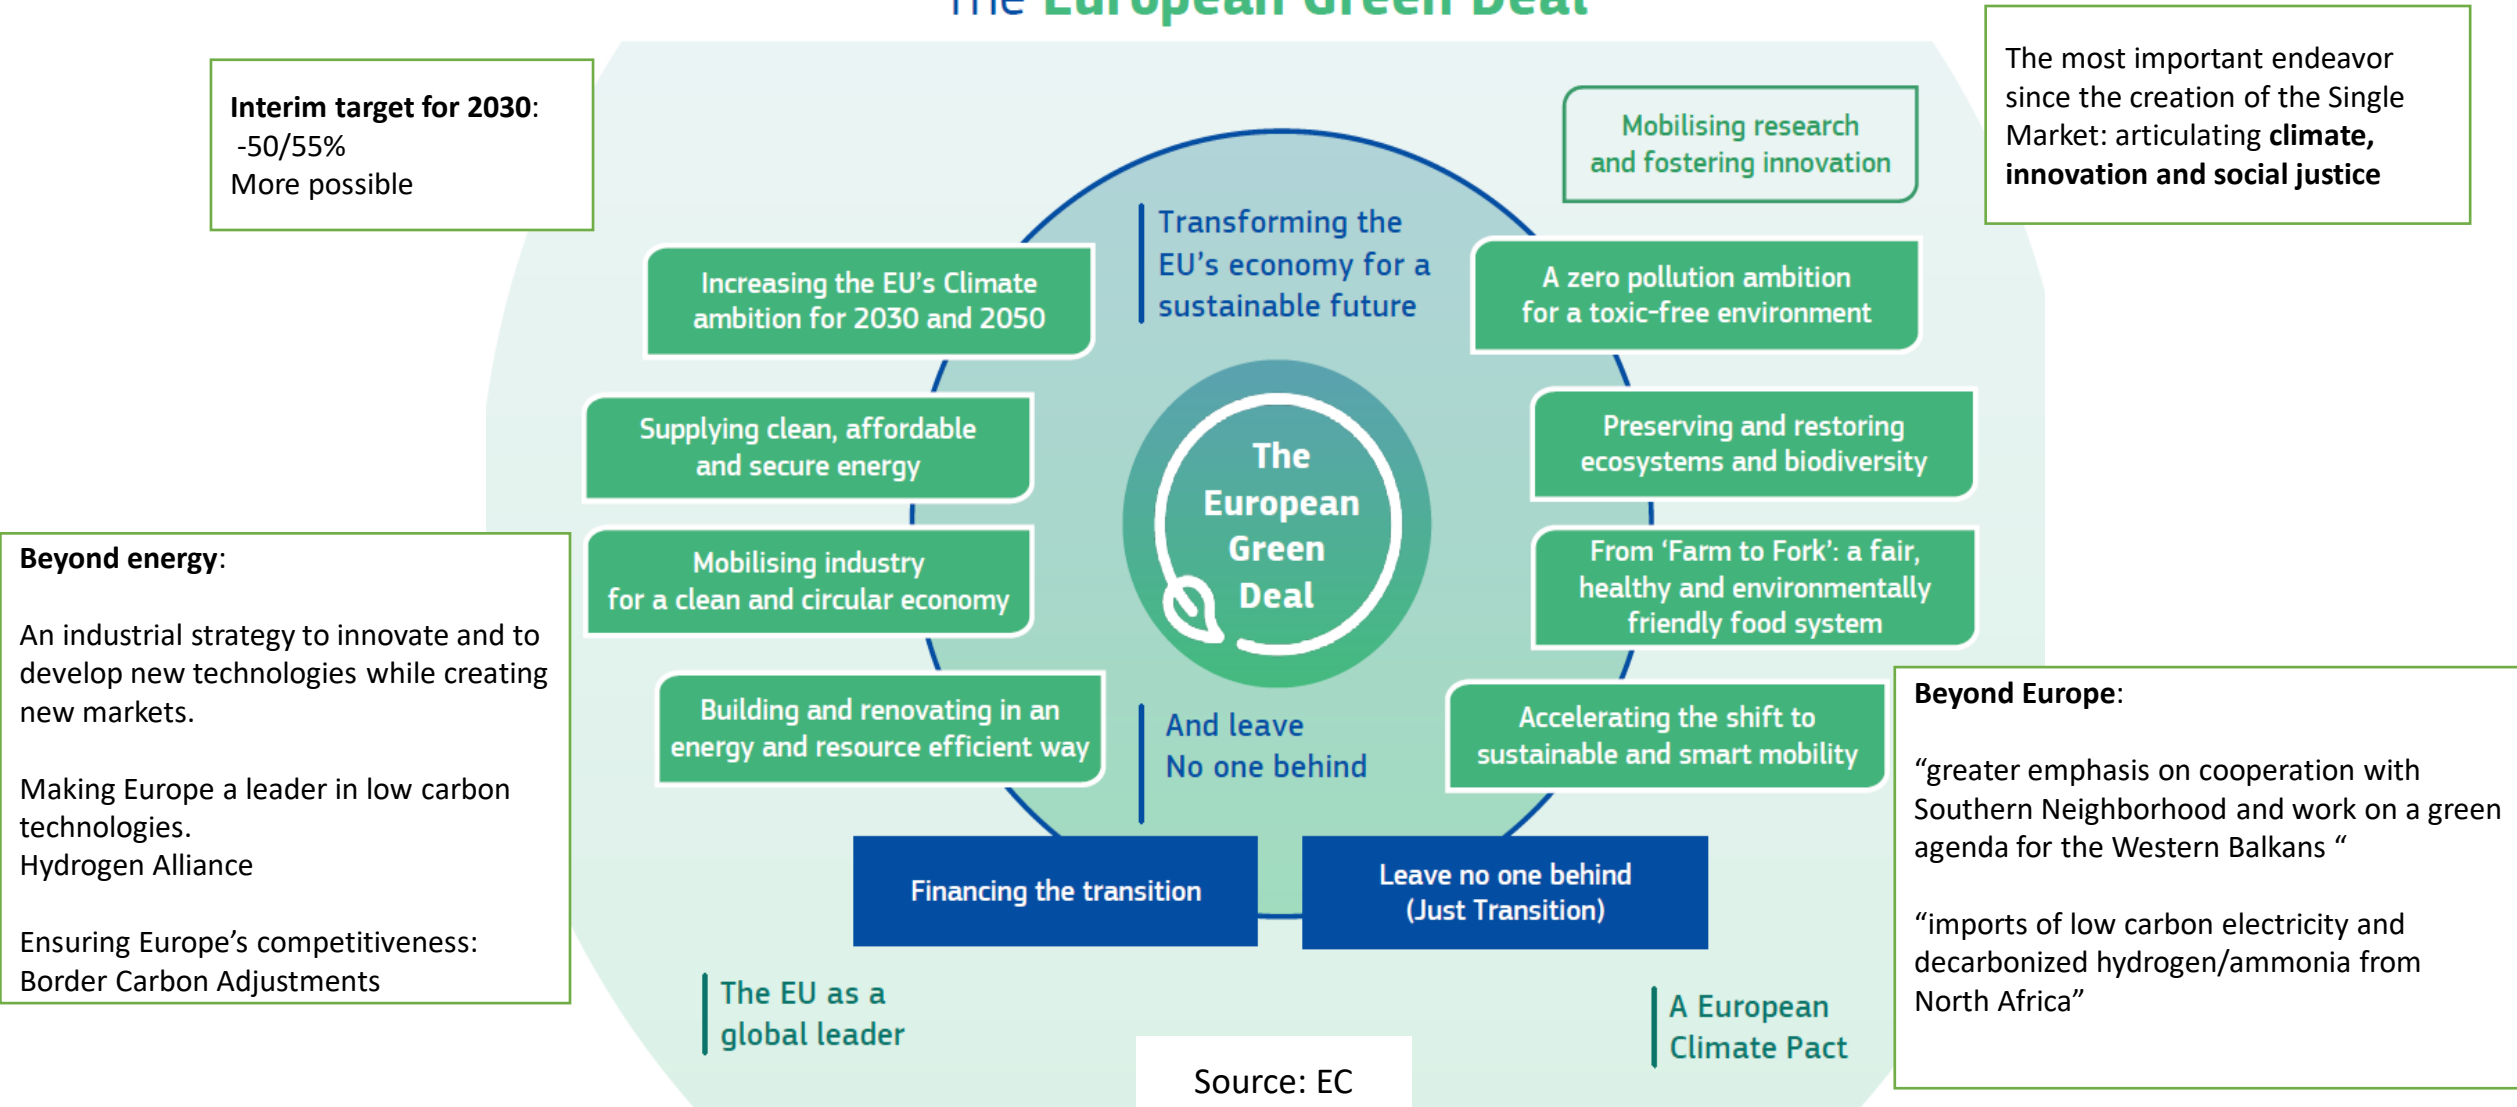 The European Green Deal
Interim target for 2030:
-50/55%
More possible
The most important endeavor
since the creation of the Single
Market: articulating climate,
innovation and social justice
Mobilising research
and fostering innovation
Transforming the
EU's economy for a
sustainable future
Increasing the EU's Climate
ambition for 2030 and 2050
A zero pollution ambition
for a toxic-free environment
Supplying clean, affordable
and secure energy
Preserving and restoring
ecosystems and biodiversity
The
European
Green
Deal
Mobilising industry
for a clean and circular economy
From ‘Farm to Fork’: a fair,
healthy and environmentally
friendly food system
Building and renovating in an
energy and resource efficient way
And leave
No one behind
Accelerating the shift to
sustainable and smart mobility
Financing the transition
Leave no one behind
(Just Transition)
Beyond energy:
An industrial strategy to innovate and to
develop new technologies while creating
new markets.
Making Europe a leader in low carbon
technologies.
Hydrogen Alliance
Ensuring Europe’s competitiveness:
Border Carbon Adjustments
Beyond Europe:
“greater emphasis on cooperation with
Southern Neighborhood and work on a green
agenda for the Western Balkans “
“imports of low carbon electricity and
decarbonized hydrogen/ammonia from
North Africa”
The EU as a
global leader
A European
Climate Pact
Source: EC